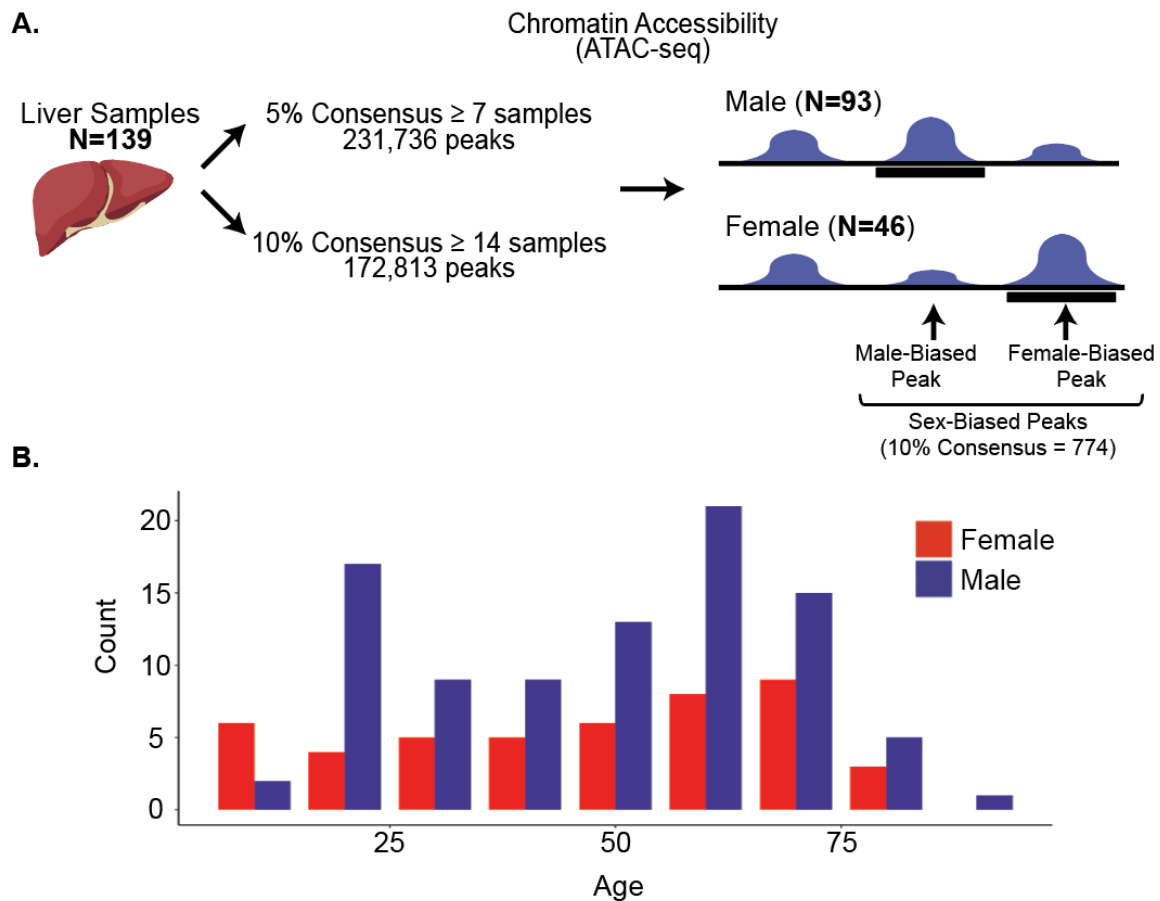 A.
Chromatin Accessibility
(ATAC-seq)
Liver Samples
N=139
5% Consensus ≥ 7 samples
231,736 peaks
10% Consensus ≥ 14 samples
172,813 peaks
Male (N=93)
Female (N=46)
Male-Biased
Peak
Female-Biased
Peak
Sex-Biased Peaks
(10% Consensus = 774)
B.
Count
20
15
10
5
0
25
50
75
Age
Female
Male